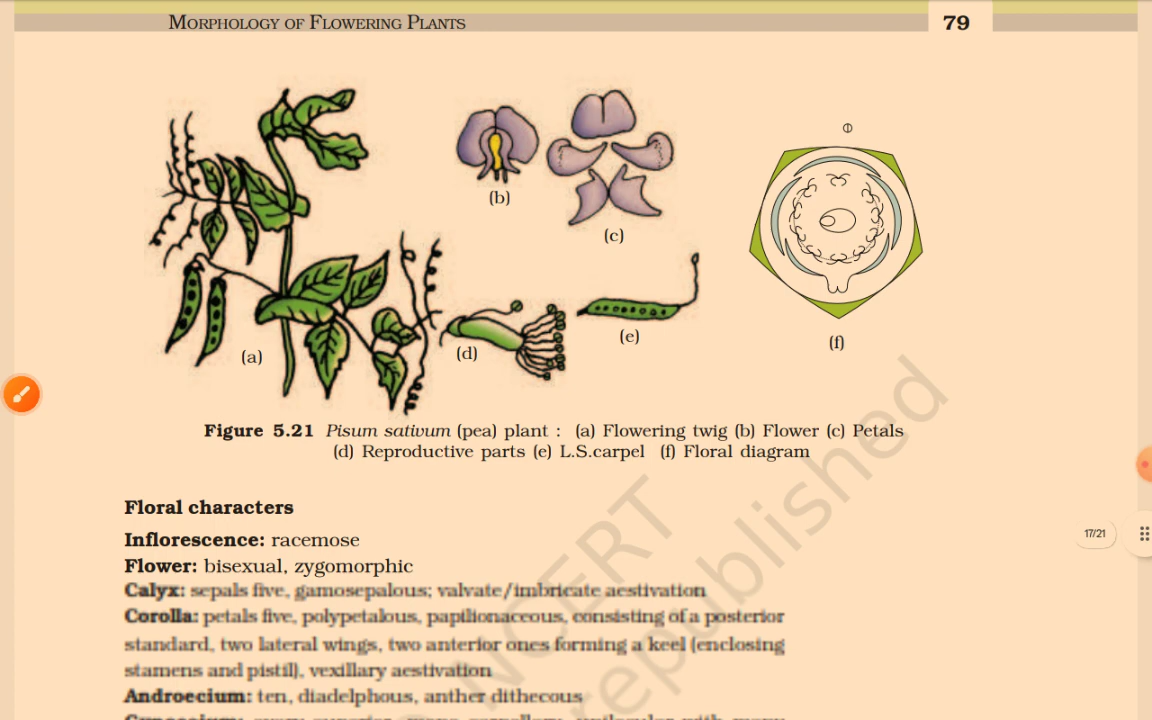 MORPHOLOGY OF FLOWERING PLANTS 79
(b)
(c)
(a)
(d)
(e)
(f)
Figure 5.21 Pisum sativum (pea) plant : (a) Flowering twig (b) Flower (c) Petals
(d) Reproductive parts (e) L.S.carpel (f) Floral diagram
Floral characters
Inflorescence: racemose
17/21
Flower: bisexual, zygomorphic
Calyx: sepals five, gamosepalous; valvate/imbricate aestivation
Corolla: petals five, polypetalous, papilionaceous, consisting of a posterior
standard, two lateral wings, two anterior ones forming a keel (enclosing
stamens and pistil), vexillary aestivation
Androecium: ten, diadelphous, anther dithecous
NCERT
republished